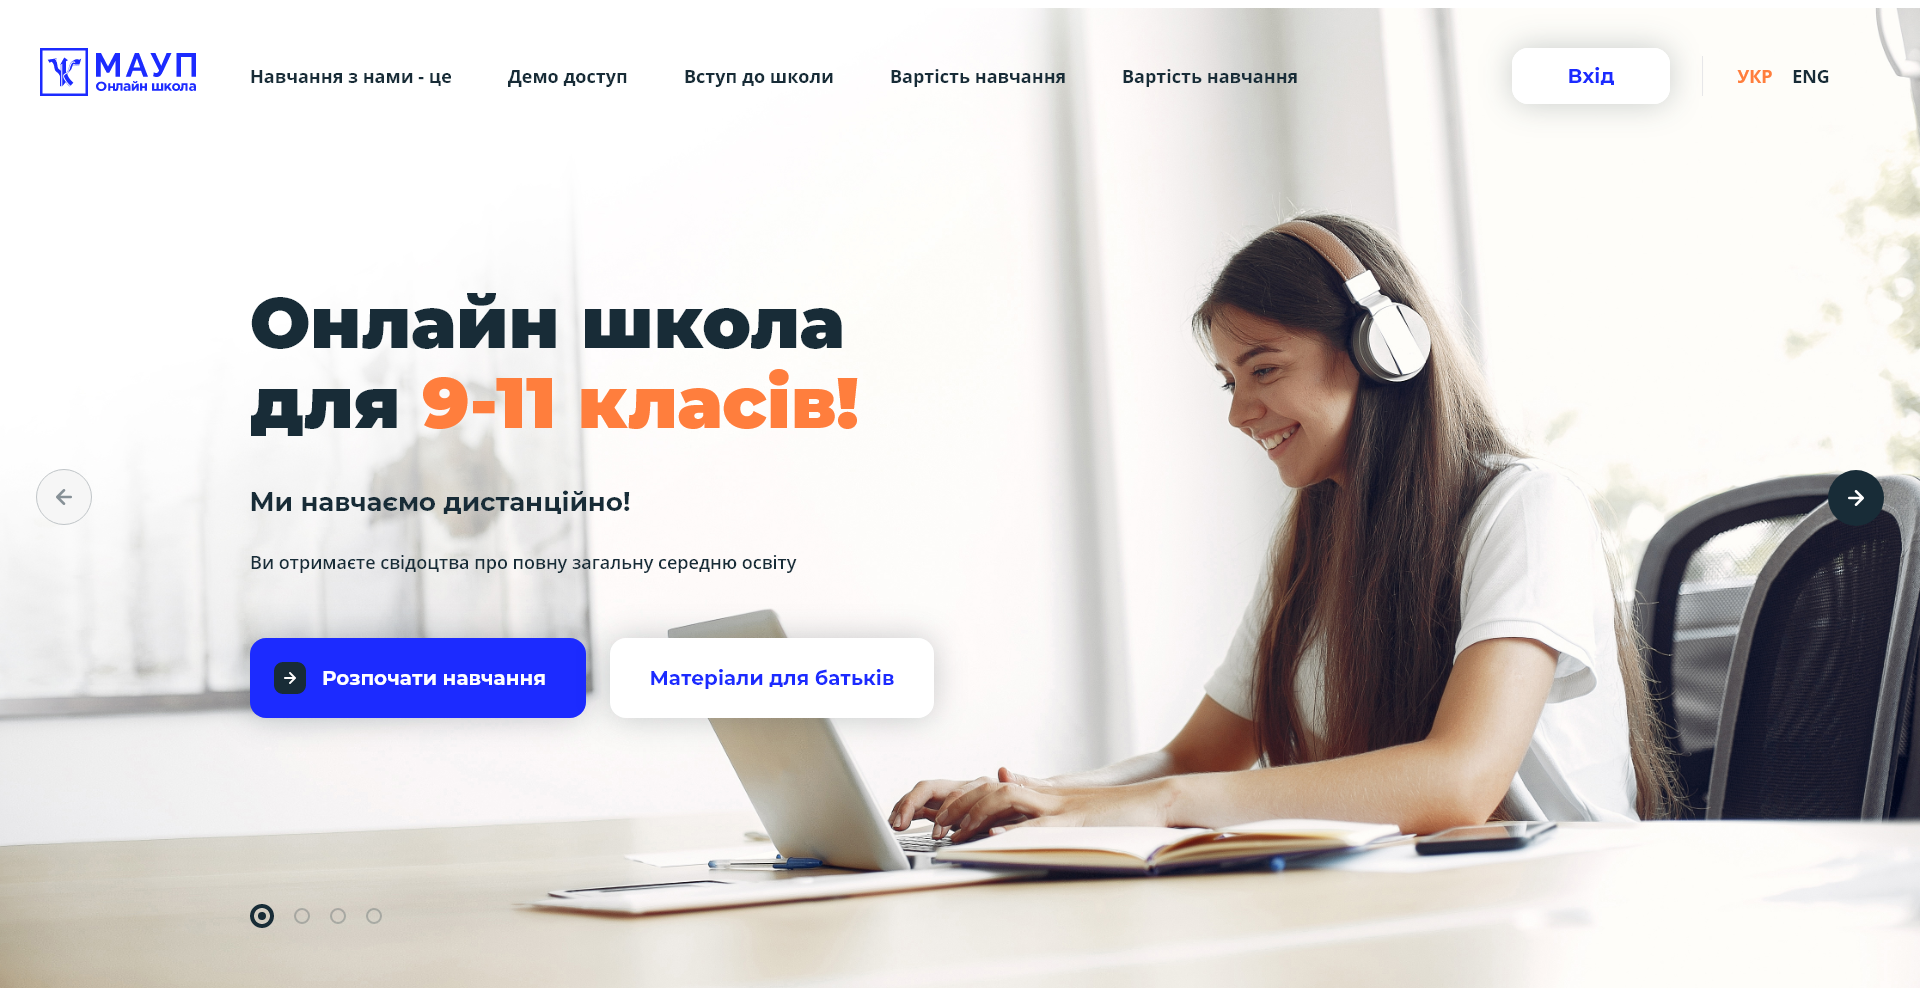 МАУП
Онлайн школа
Навчання з нами - це
Демо доступ
Вступ до школи
Вартість навчання
Вартість навчання
Вхід
УКР
ENG
Онлайн школа
для 9-11 класів!
Ми навчаємо дистанційно!
Ви отримаєте свідоцтва про повну загальну середню освіту
Розпочати навчання
Матеріали для батьків